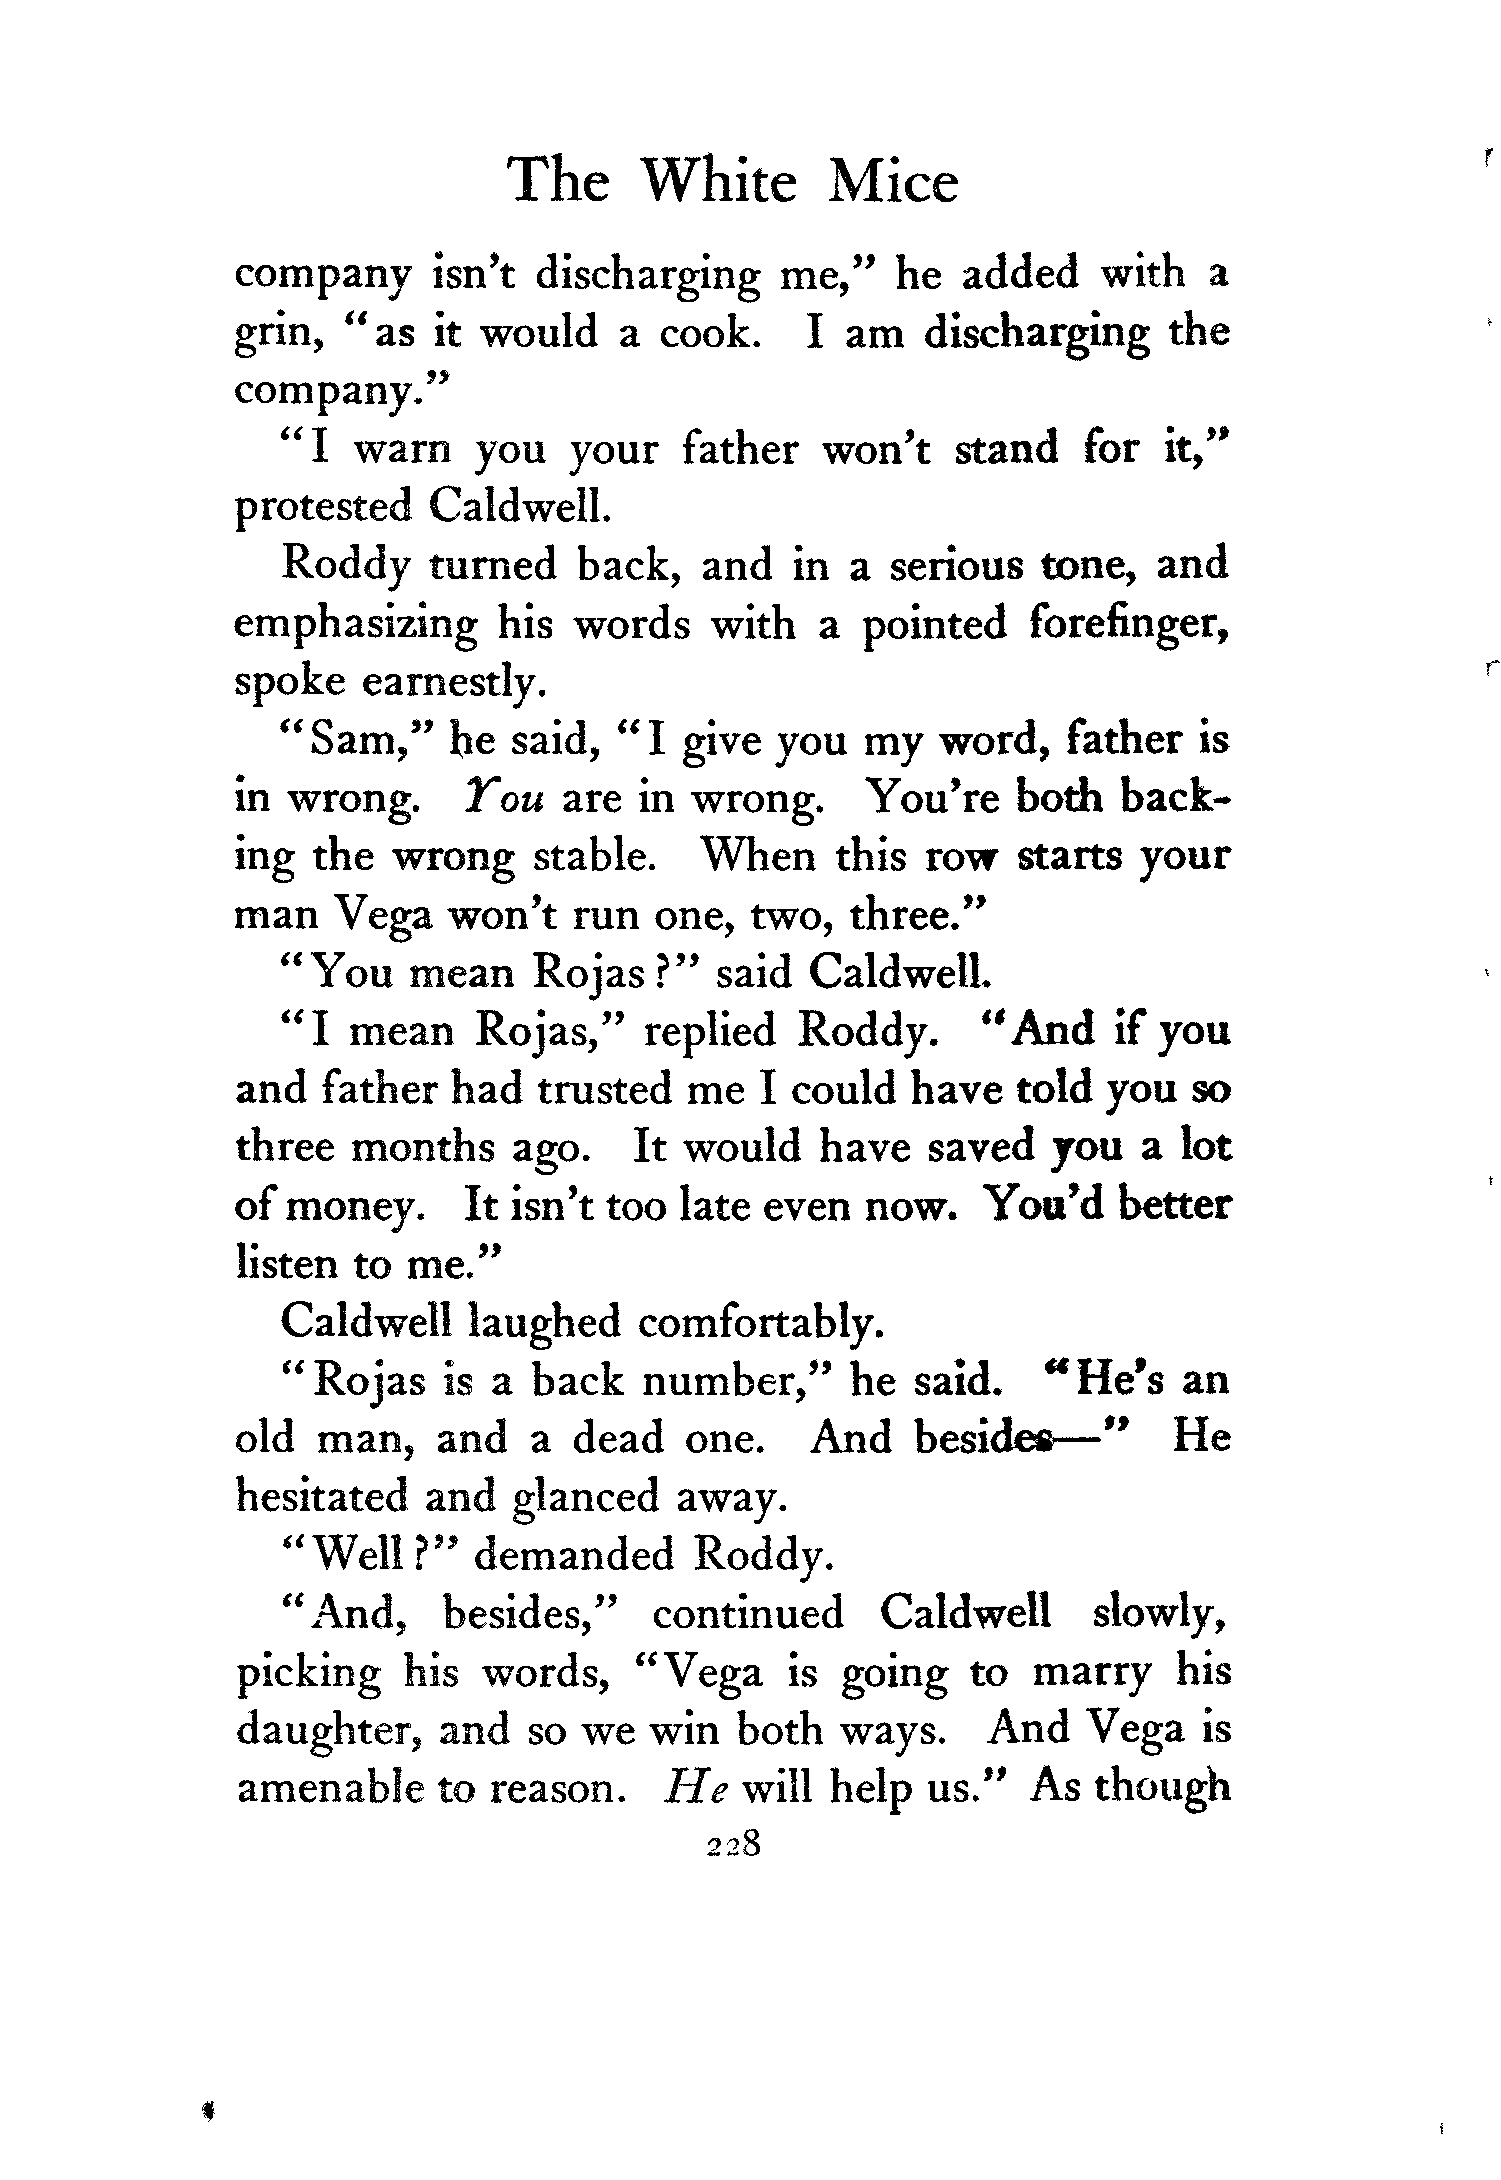 The White Mice
company isn't discharging me," he added with a
grin, "as it would a cook. I am discharging the
company."
"I warn you your father won't stand for it,"
protested Caldwell.
Roddy turned back, and in a serious tone, and
emphasizing his words with a pointed forefinger,
spoke earnestly.
"Sam," he said, "I give you my word, father is
in wrong. You are in wrong. You're both back-
ing the wrong stable. When this row starts your
man Vega won't run one, two, three."
"You mean Rojas?" said Caldwell.
"I mean Rojas," replied Roddy. "And if you
and father had trusted me I could have told you so
three months ago. It would have saved you a lot
of money. It isn't too late even now. You'd better
listen to me."
Caldwell laughed comfortably.
"Rojas is a back number," he said. "He's an
old man, and a dead one. And besides—" He
hesitated and glanced away.
"Well?" demanded Roddy.
"And, besides," continued Caldwell slowly,
picking his words, "Vega is going to marry his
daughter, and so we win both ways. And Vega is
amenable to reason. He will help us." As though
228